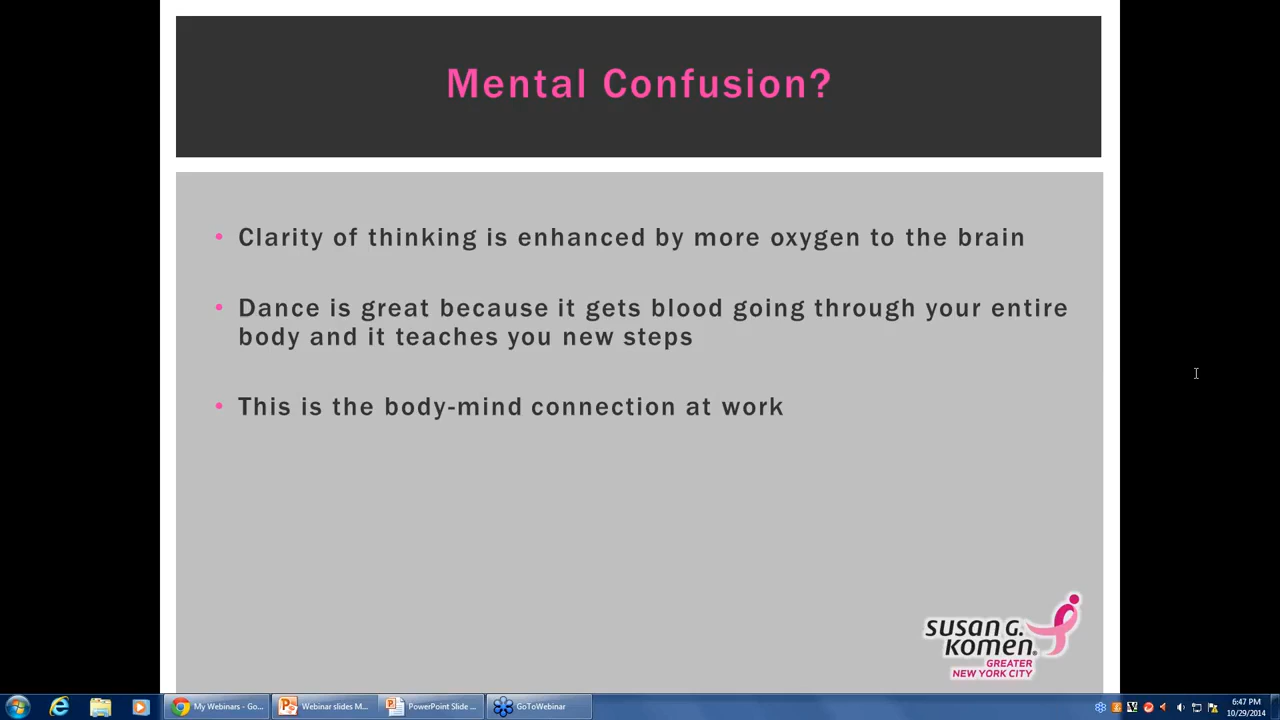 Mental Confusion?
• Clarity of thinking is enhanced by more oxygen to the brain
• Dance is great because it gets blood going through your entire
body and it teaches you new steps
• This is the body-mind connection at work
susan G.
komen®
GREATER
NEW YORK CITY
My Webinars - Go...
Webinar slides M...
PowerPoint Slide ...
GoToWebinar
6:47 PM
10/29/2014